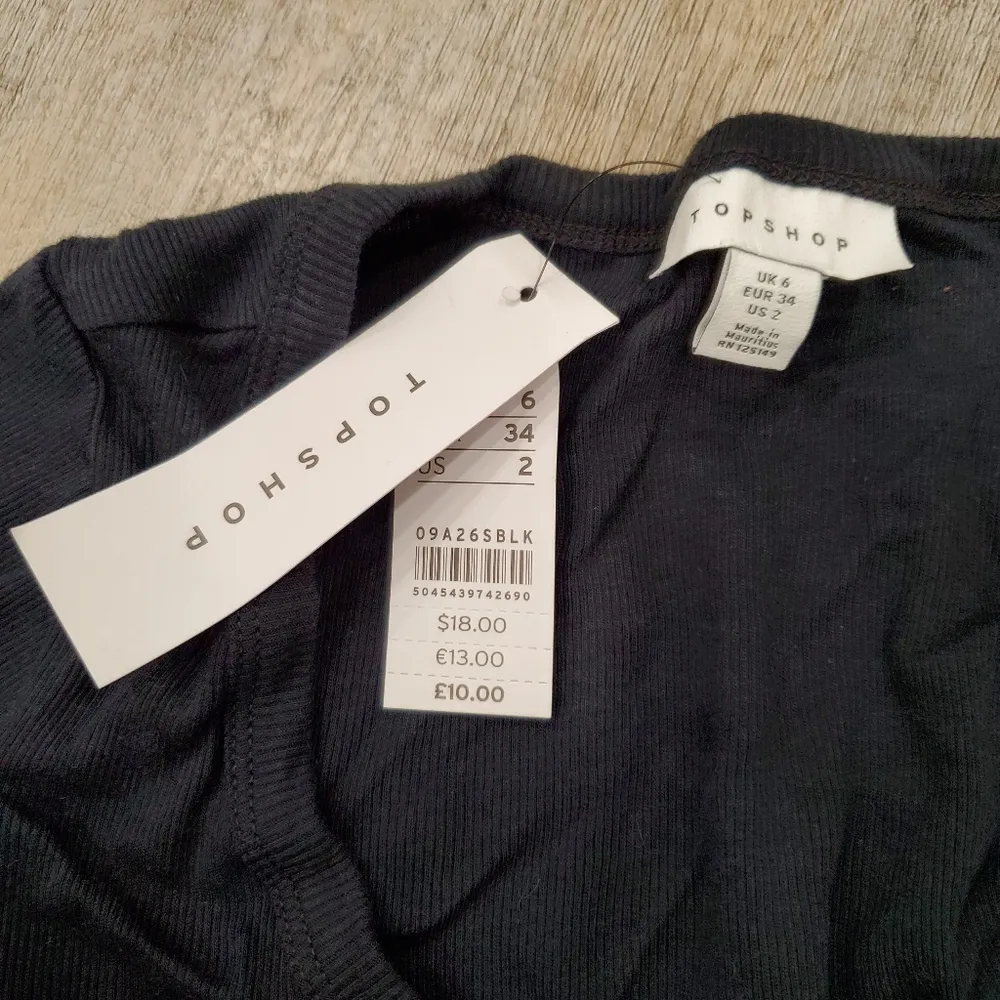 TOPSHOP
UK 6
EUR 34
US 2
Made in
Mauritius
RN125149
TOPSHOP
6
34
US 2
09A26SBLK
5045439742690
$18.00
€13.00
£10.00